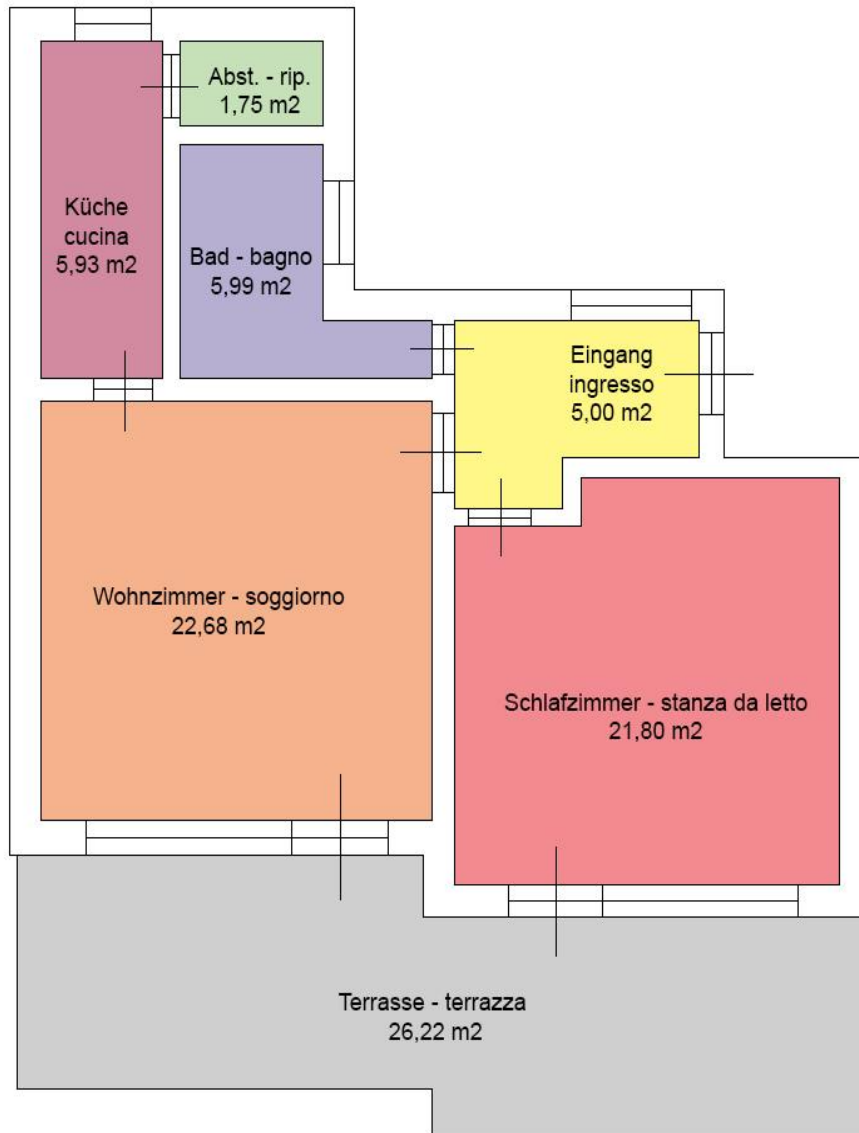 Abst. - rip.
1,75 m2
Küche
cucina
5,93 m2
Bad - bagno
5,99 m2
Eingang
ingresso
5,00 m2
Wohnzimmer - soggiorno
22,68 m2
Schlafzimmer - stanza da letto
21,80 m2
Terrasse - terrazza
26,22 m2